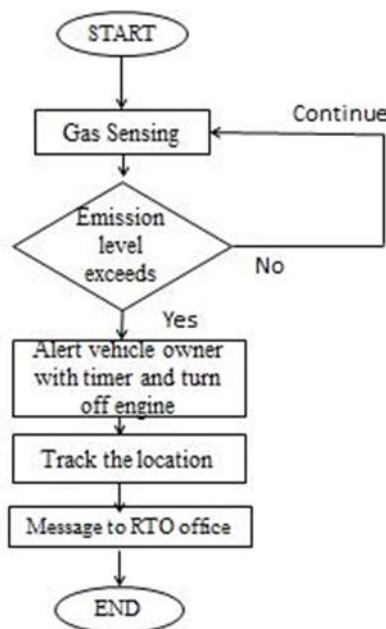 START
Continue
Gas Sensing
Emission
level
exceeds
No
Yes
Alert vehicle owner
with timer and turn
off engine
Track the location
Message to RTO office
END